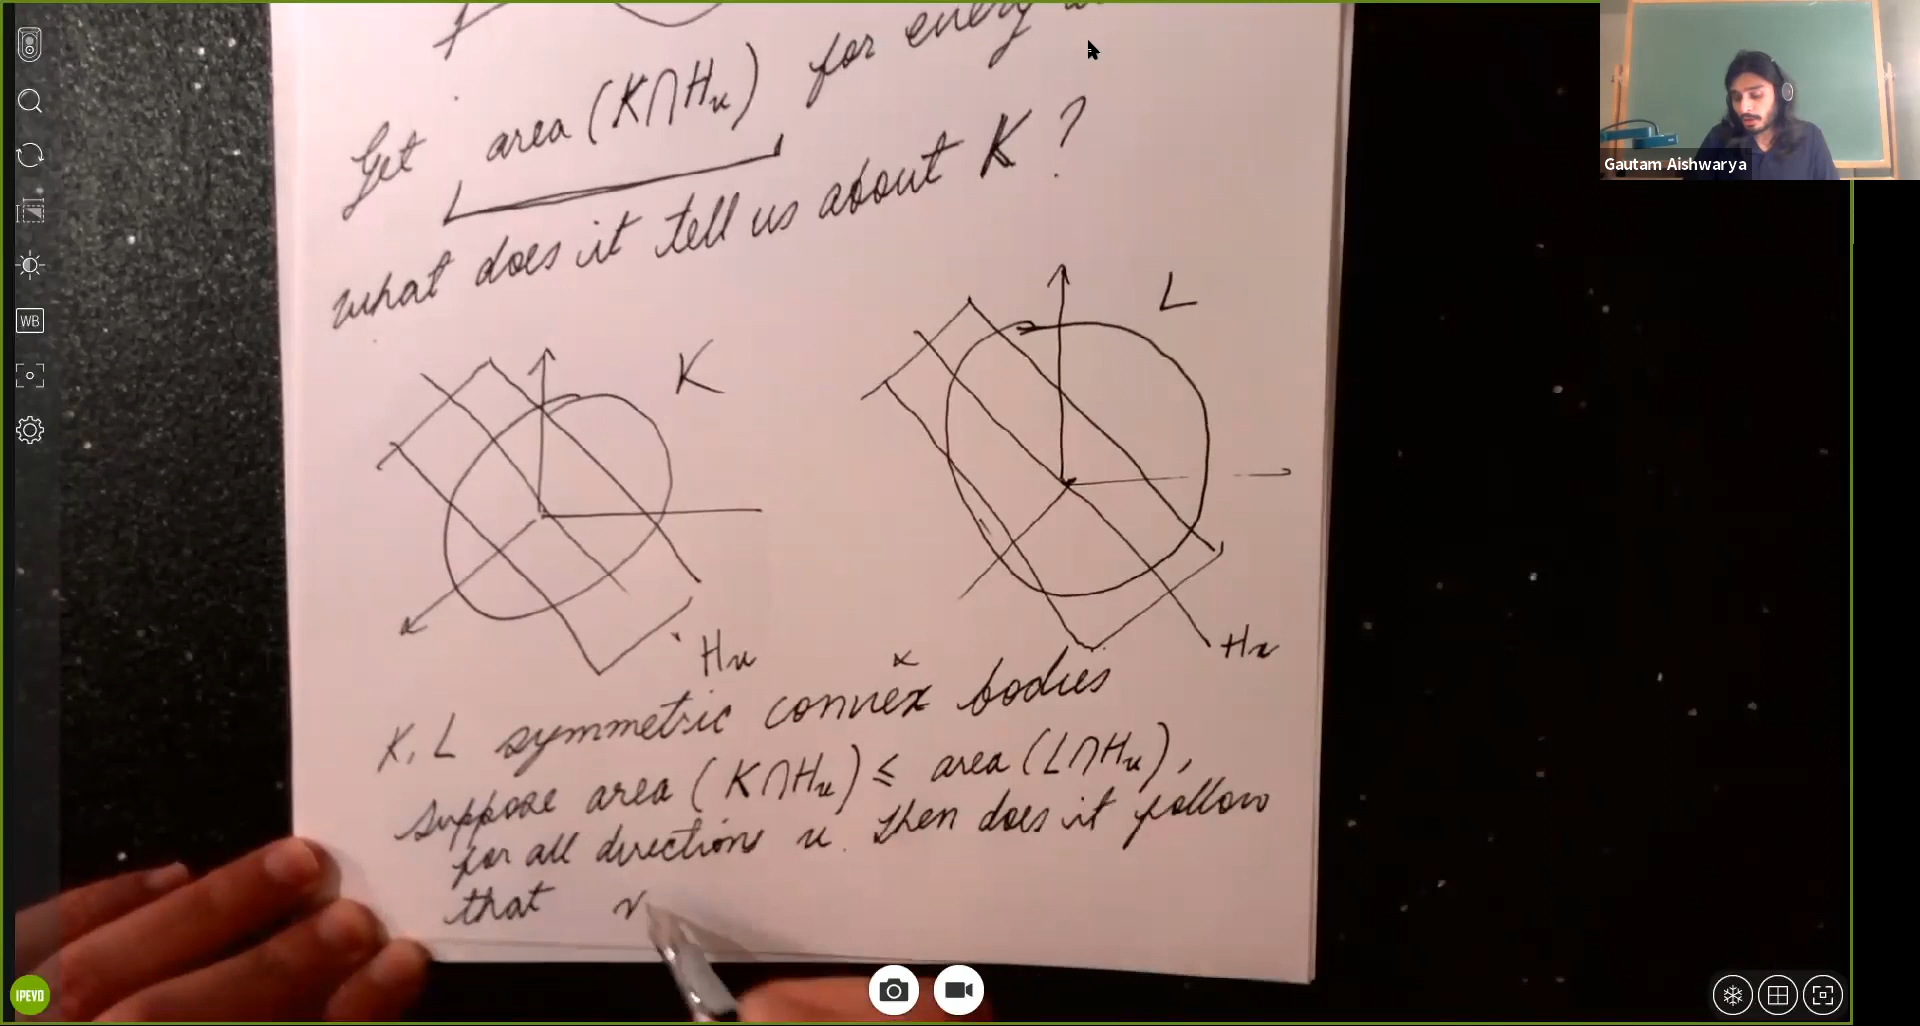 Get area (K∩Hu) for every
what does it tell us about K?
K
L
Hu
Hu
K, L symmetric convex bodies
Suppose area (K∩Hu) ≤ area (L∩Hu),
for all directions u. Then does it follow
that
Gautam Aishwarya
WB
IPEVO